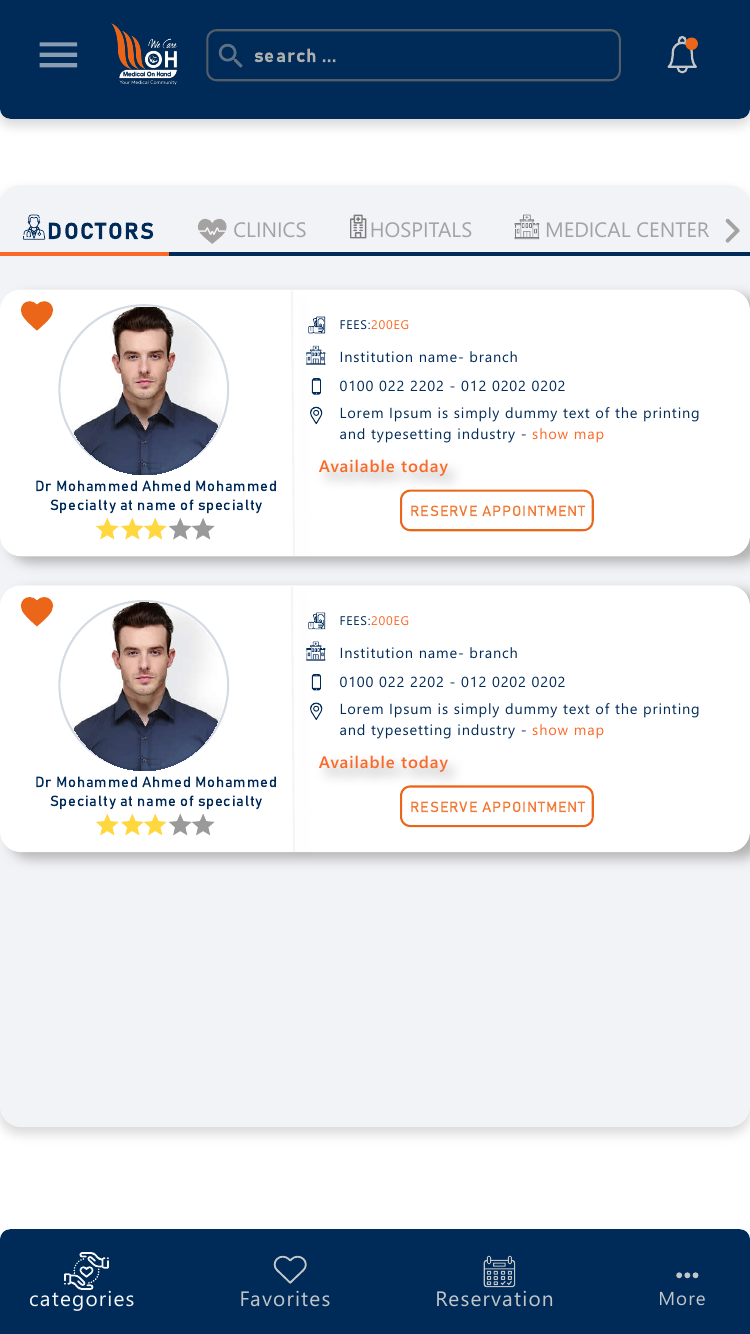 We Care
OH
Medical On Hand
Your Medical Community
search ...
DOCTORS
CLINICS
HOSPITALS
MEDICAL CENTER
FEES:200EG
Institution name- branch
0100 022 2202 - 012 0202 0202
Lorem Ipsum is simply dummy text of the printing
and typesetting industry - show map
Available today
RESERVE APPOINTMENT
Dr Mohammed Ahmed Mohammed
Specialty at name of specialty
FEES:200EG
Institution name- branch
0100 022 2202 - 012 0202 0202
Lorem Ipsum is simply dummy text of the printing
and typesetting industry - show map
Available today
RESERVE APPOINTMENT
Dr Mohammed Ahmed Mohammed
Specialty at name of specialty
categories
Favorites
Reservation
More